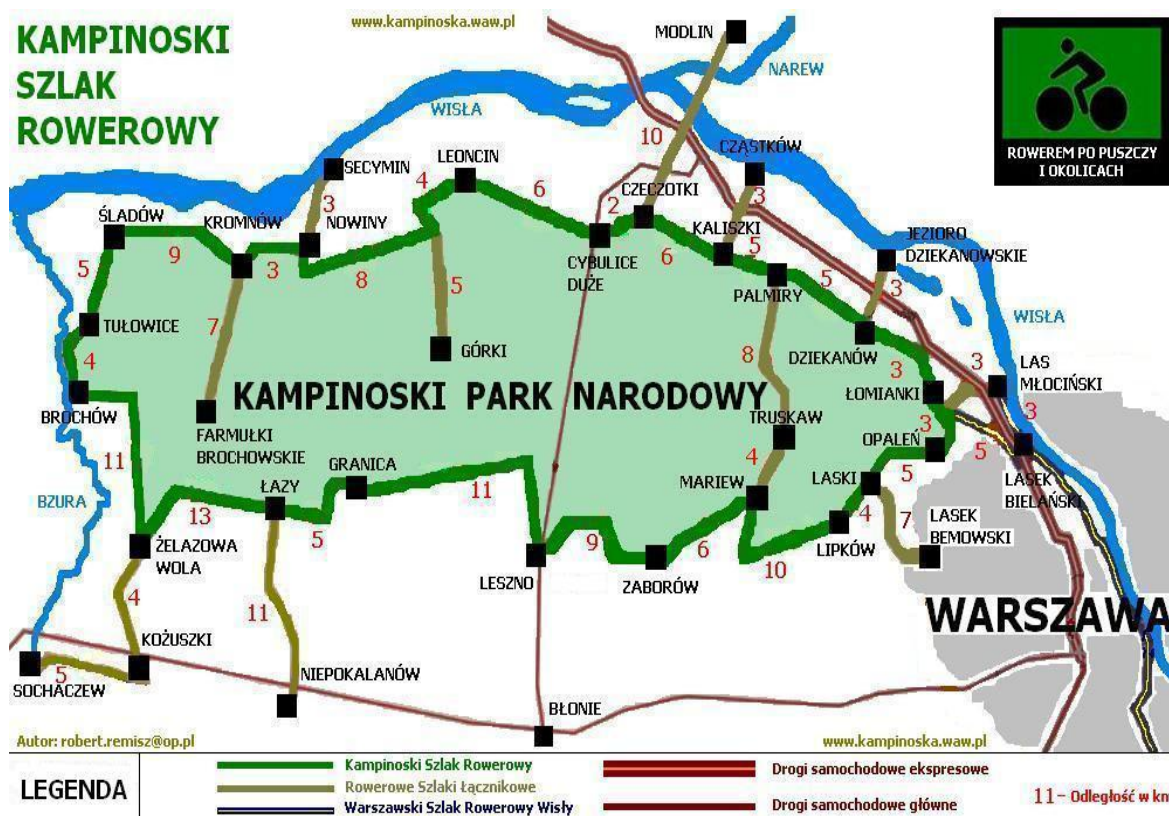 www.kampinoska.waw.pl
KAMPINOSKI
SZLAK
ROWEROWY
MODLIN
NAREW
WISŁA
10
ROWEREM PO PUSZCZY
I OKOLICACH
SECYMIN
LEONCIN
CZĄSTKÓW
4
6
2
CZECZOTKI
3
3
ŚLADÓW
KROMNÓW
NOWINY
KALISZKI
JEZIORO
DZIEKANOWSKIE
9
5
3
8
5
CYBULICE
DUŻE
6
5
5
3
PALMIRY
WISŁA
TUŁOWICE
7
GÓRKI
8
DZIEKANÓW
4
3
3
LAS
MŁOCIŃSKI
BROCHÓW
KAMPINOSKI PARK NARODOWY
ŁOMIANKI
TRUSKAW
3
3
FARMUŁKI
BROCHOWSKIE
OPALEŃ
5
11
GRANICA
4
5
LASEK
BIELAŃSKI
ŁAZY
11
MARIEW
LASKI
BZURA
13
5
4
7
LASEK
BEMOWSKI
ŻELAZOWA
WOLA
9
6
LIPKÓW
LESZNO
ZABORÓW
10
4
11
WARSZAWA
KOŻUSZKI
SOCHACZEW
5
NIEPOKALANÓW
BŁONIE
Autor: robert.remisz@op.pl
www.kampinoska.waw.pl
LEGENDA
Kampinoski Szlak Rowerowy
Rowerowe Szlaki Łącznikowe
Warszawski Szlak Rowerowy Wisły
Drogi samochodowe ekspresowe
Drogi samochodowe główne
11- Odległość w km